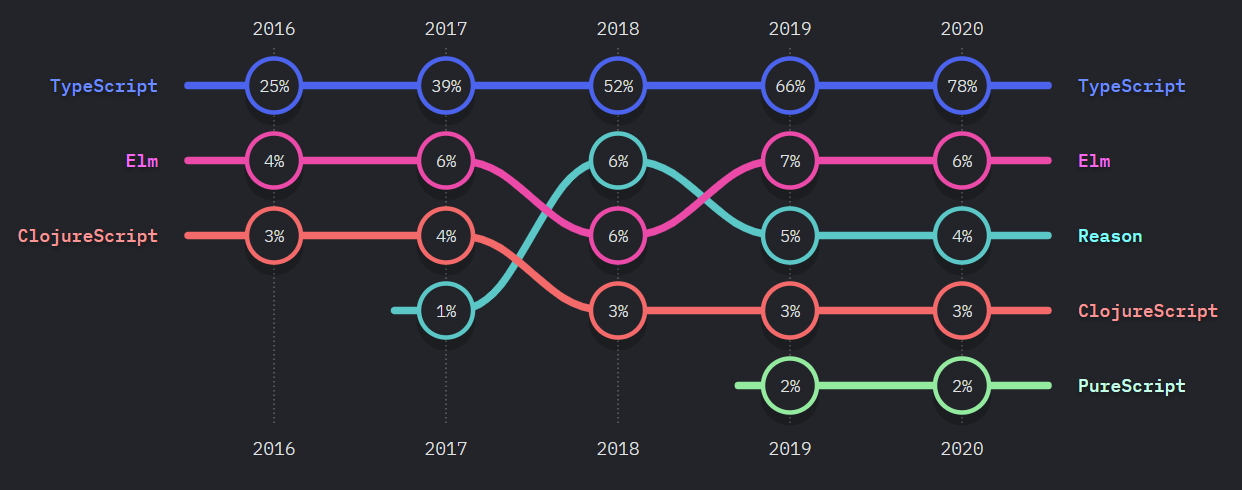 2016 2017 2018 2019 2020
TypeScript 25% 39% 52% 66% 78% TypeScript
Elm 4% 6% 6% 7% 6% Elm
ClojureScript 3% 4% 6% 5% 4% Reason
1% 3% 3% 3% ClojureScript
2% 2% PureScript
2016 2017 2018 2019 2020